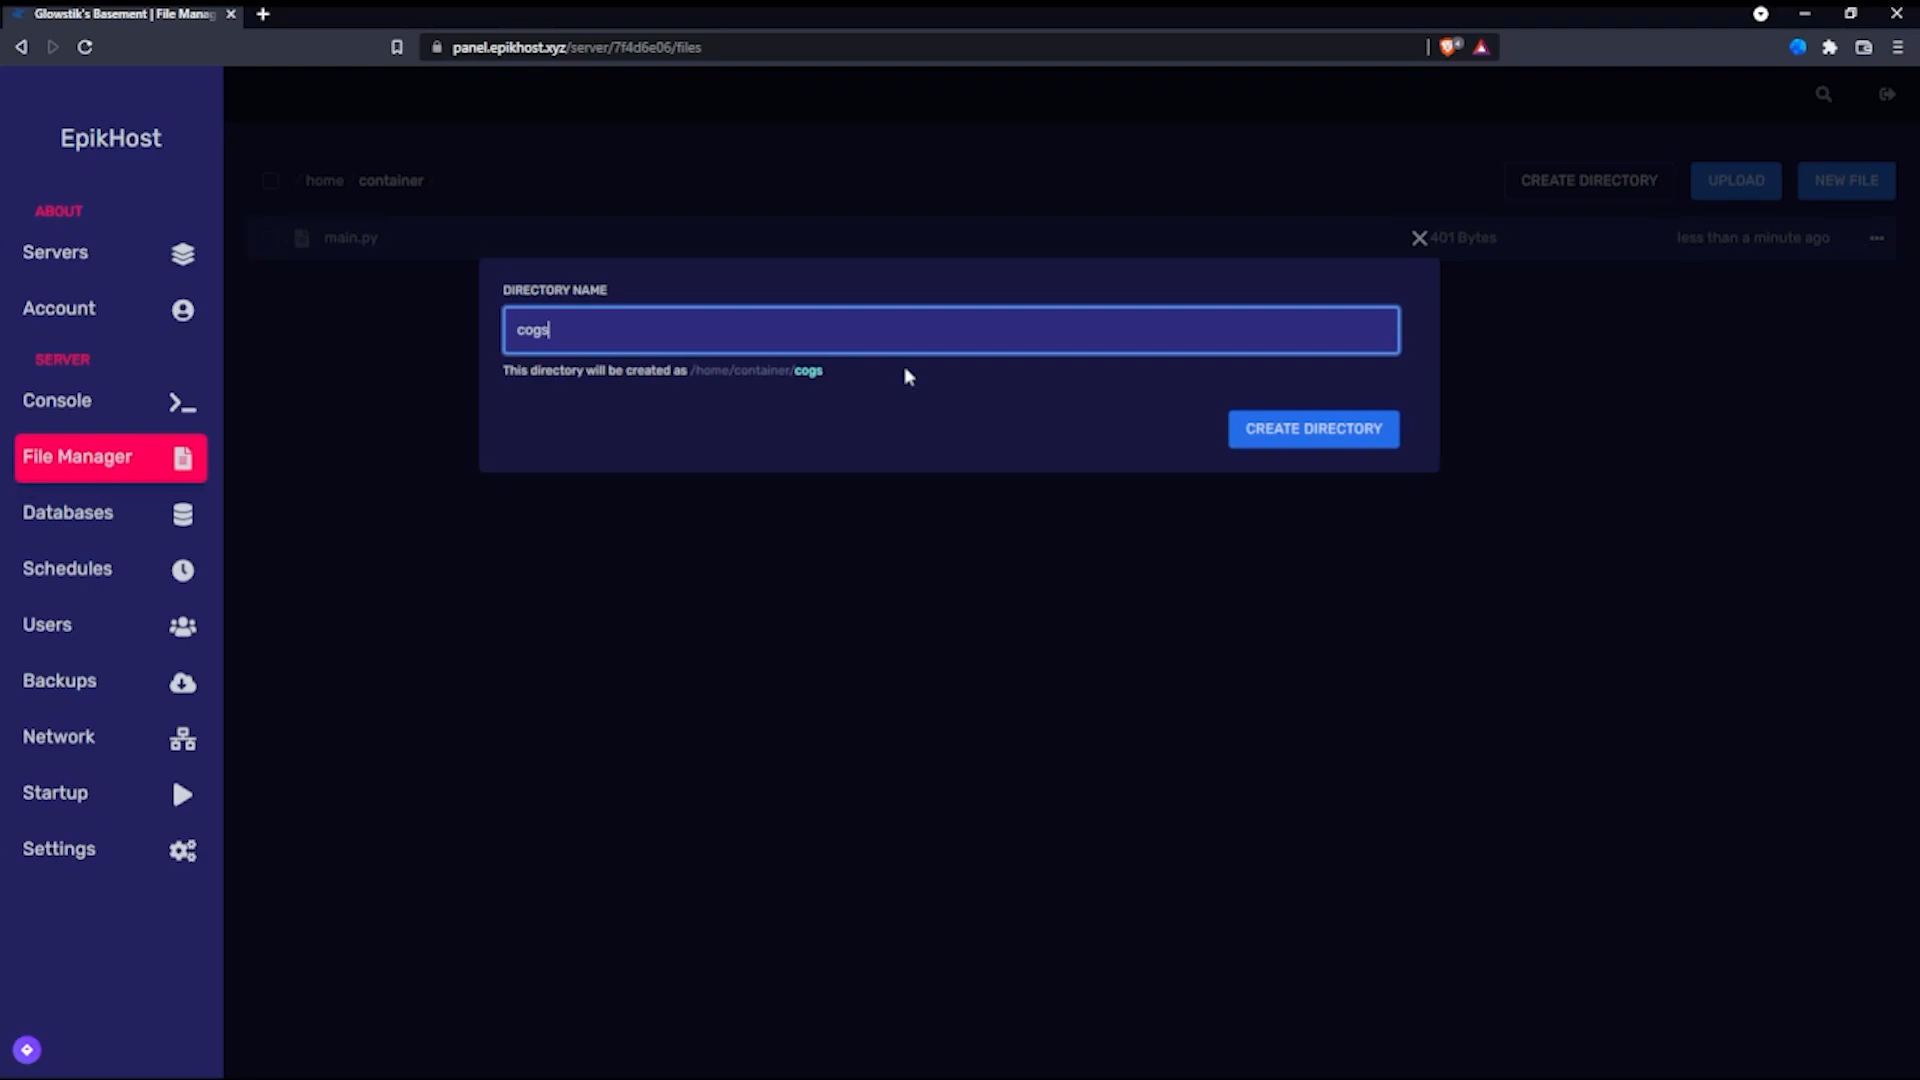 Glowstik's Basement | File Manag
panel.epikhost.xyz/server/7f4d6e06/files
4
EpikHost
ABOUT
Servers
Account
SERVER
Console
File Manager
Databases
Schedules
Users
Backups
Network
Startup
Settings
/ home / container /
CREATE DIRECTORY
UPLOAD
NEW FILE
main.py
401 Bytes
less than a minute ago
DIRECTORY NAME
cogs
This directory will be created as /home/container/cogs
CREATE DIRECTORY